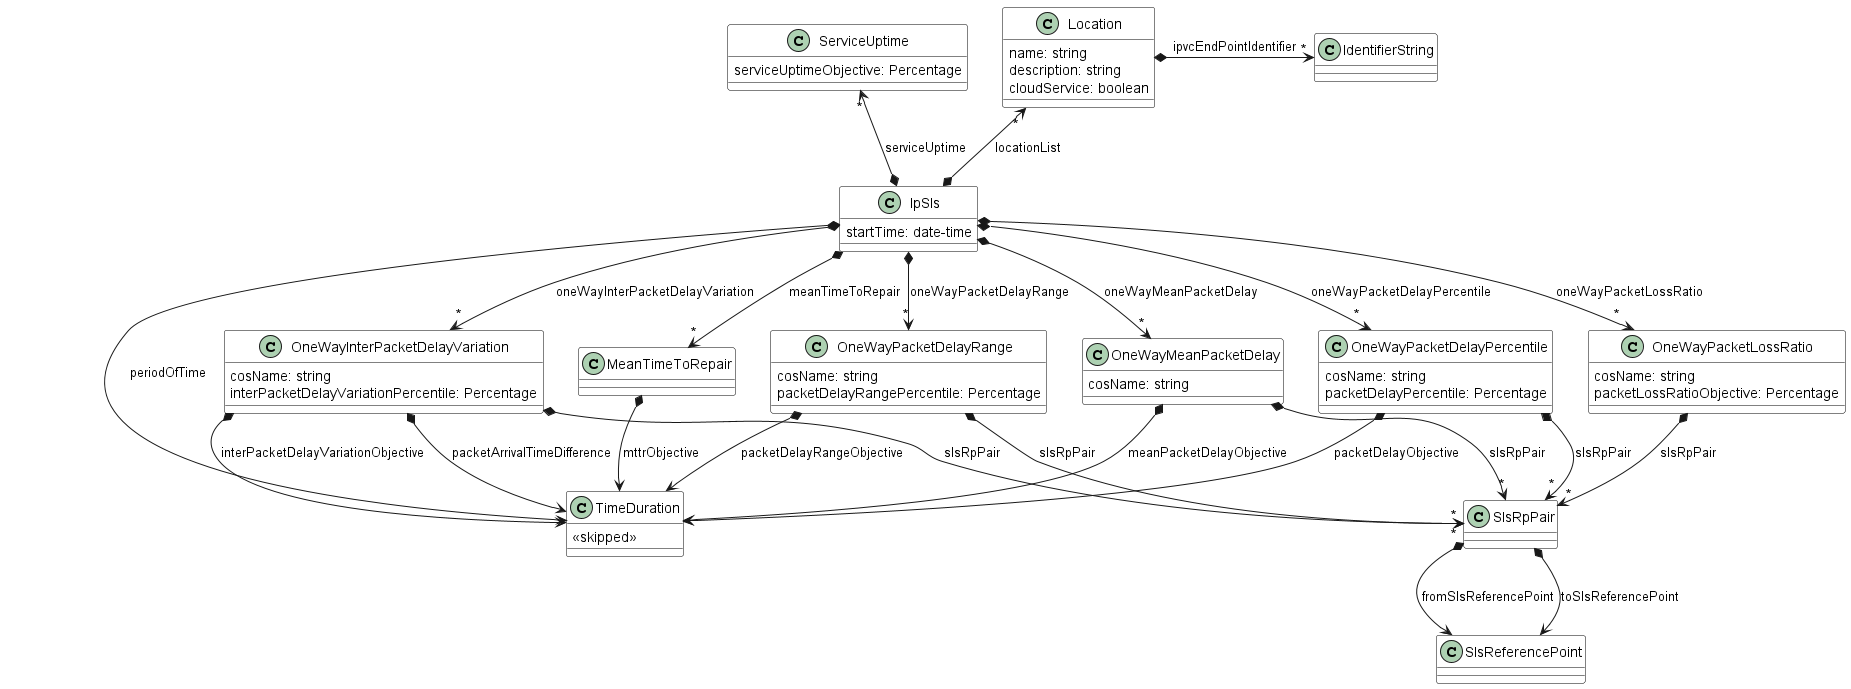 C ServiceUptime
serviceUptimeObjective: Percentage
C Location
name: string
description: string
cloudService: boolean
ipvcEndPointIdentifier
*
C IdentifierString
*
*
serviceUptime
locationList
C IpSls
startTime: date-time
periodOfTime
oneWayInterPacketDelayVariation
meanTimeToRepair
oneWayPacketDelayRange
oneWayMeanPacketDelay
oneWayPacketDelayPercentile
oneWayPacketLossRatio
*
*
*
*
*
*
C OneWayInterPacketDelayVariation
cosName: string
interPacketDelayVariationPercentile: Percentage
C MeanTimeToRepair
C OneWayPacketDelayRange
cosName: string
packetDelayRangePercentile: Percentage
C OneWayMeanPacketDelay
cosName: string
C OneWayPacketDelayPercentile
cosName: string
packetDelayPercentile: Percentage
C OneWayPacketLossRatio
cosName: string
packetLossRatioObjective: Percentage
interPacketDelayVariationObjective
packetArrivalTimeDifference
mttrObjective
packetDelayRangeObjective
slsRpPair
slsRpPair
meanPacketDelayObjective
packetDelayObjective
slsRpPair
slsRpPair
slsRpPair
*
*
*
*
*
C TimeDuration
«skipped»
C SlsRpPair
fromSlsReferencePoint
toSlsReferencePoint
C SlsReferencePoint